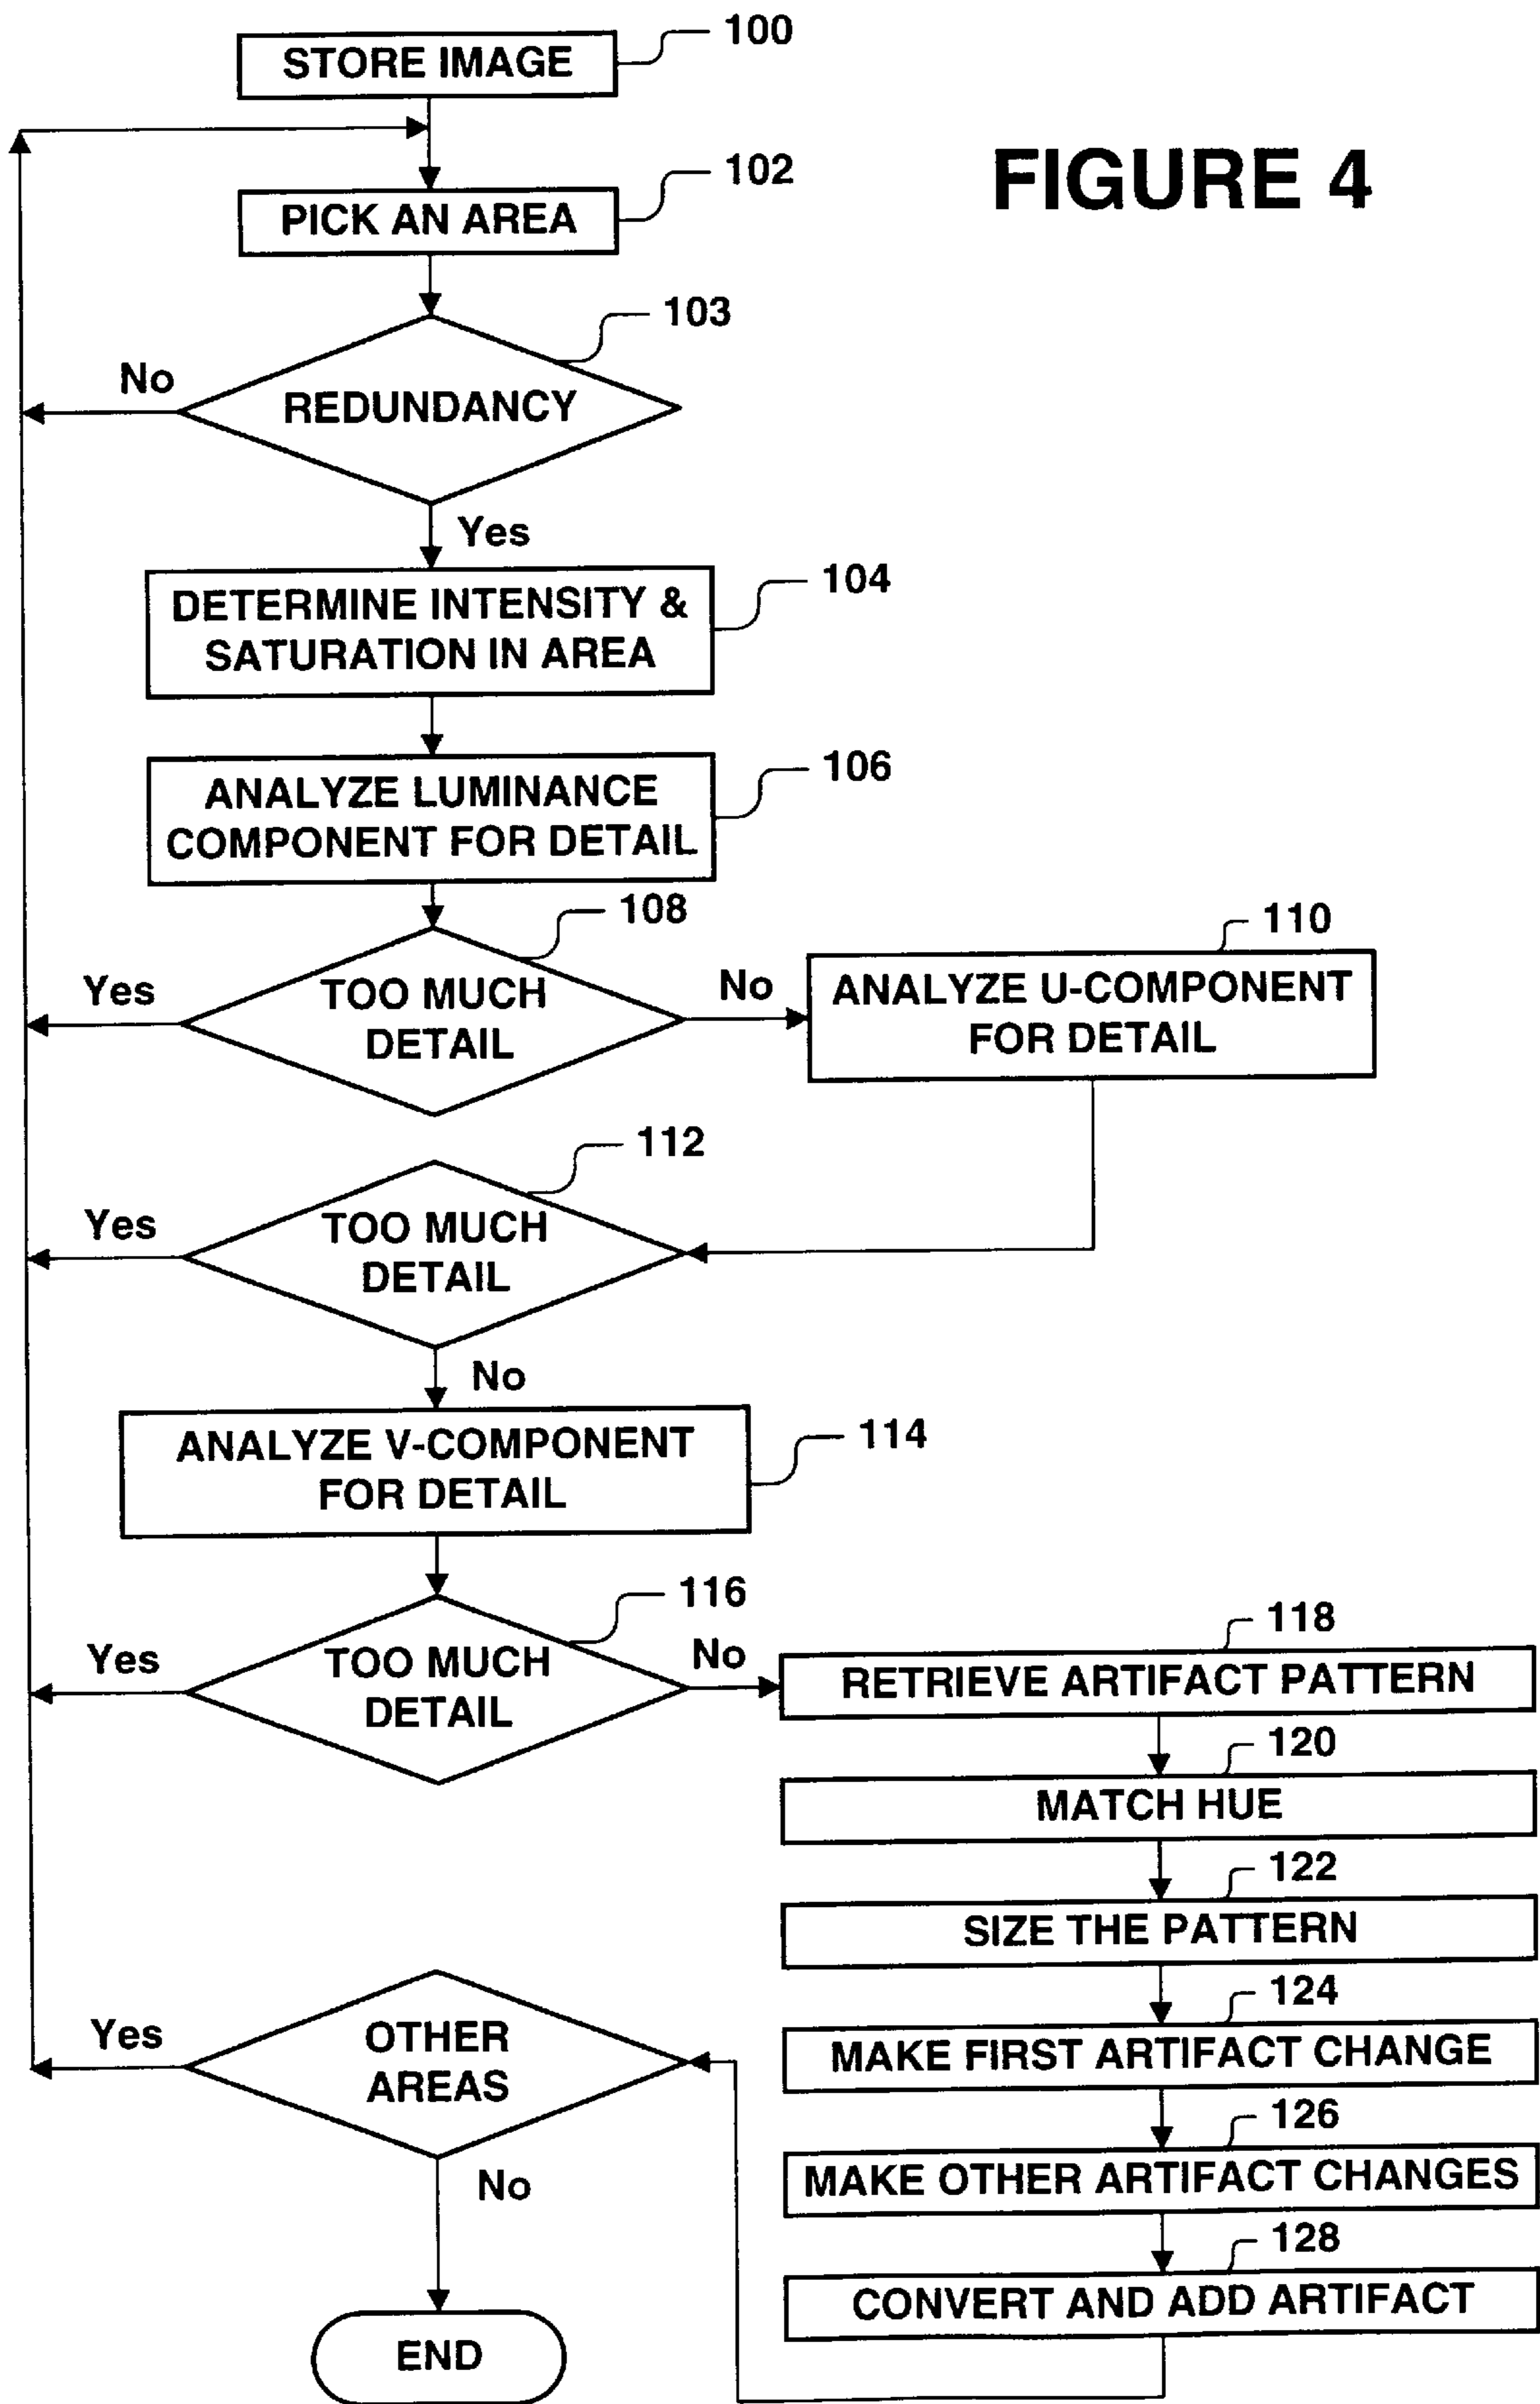 100
STORE IMAGE
FIGURE 4
102
PICK AN AREA
103
No
REDUNDANCY
Yes
104
DETERMINE INTENSITY &
SATURATION IN AREA
106
ANALYZE LUMINANCE
COMPONENT FOR DETAIL
108
Yes
TOO MUCH
DETAIL
No
110
ANALYZE U-COMPONENT
FOR DETAIL
112
Yes
TOO MUCH
DETAIL
No
114
ANALYZE V-COMPONENT
FOR DETAIL
116
Yes
TOO MUCH
DETAIL
No
118
RETRIEVE ARTIFACT PATTERN
120
MATCH HUE
122
SIZE THE PATTERN
124
MAKE FIRST ARTIFACT CHANGE
126
MAKE OTHER ARTIFACT CHANGES
128
CONVERT AND ADD ARTIFACT
Yes
OTHER
AREAS
No
END